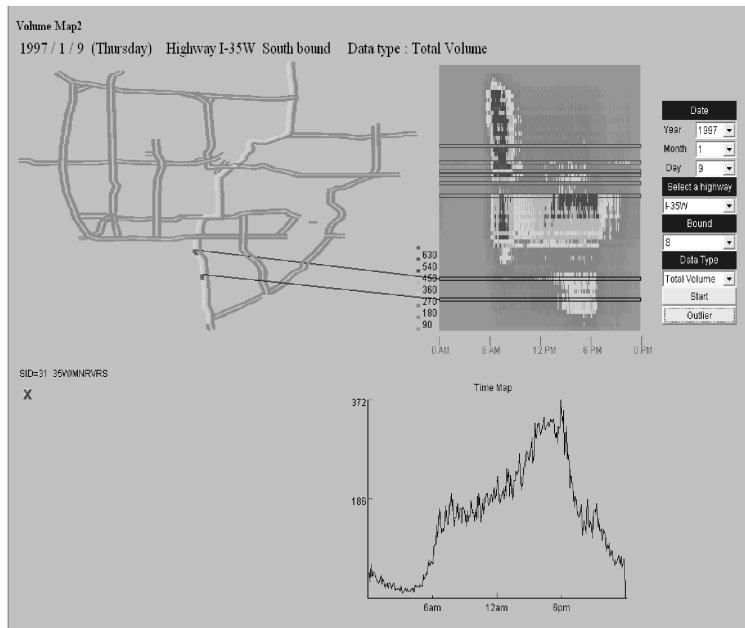 Volume Map2
1997 / 1 / 9 (Thursday) Highway I-35W South bound Data type : Total Volume
Date
Year 1997
Month 1
Day 9
Select a highway
I-35W
Bound
S
Data Type
Total Volume
Start
Outlier
630
540
450
360
270
180
90
0 AM 6 AM 12 PM 6 PM 0 PM
SID=31 35W/MNRVRS
X
Time Map
372
186
6am 12am 6pm